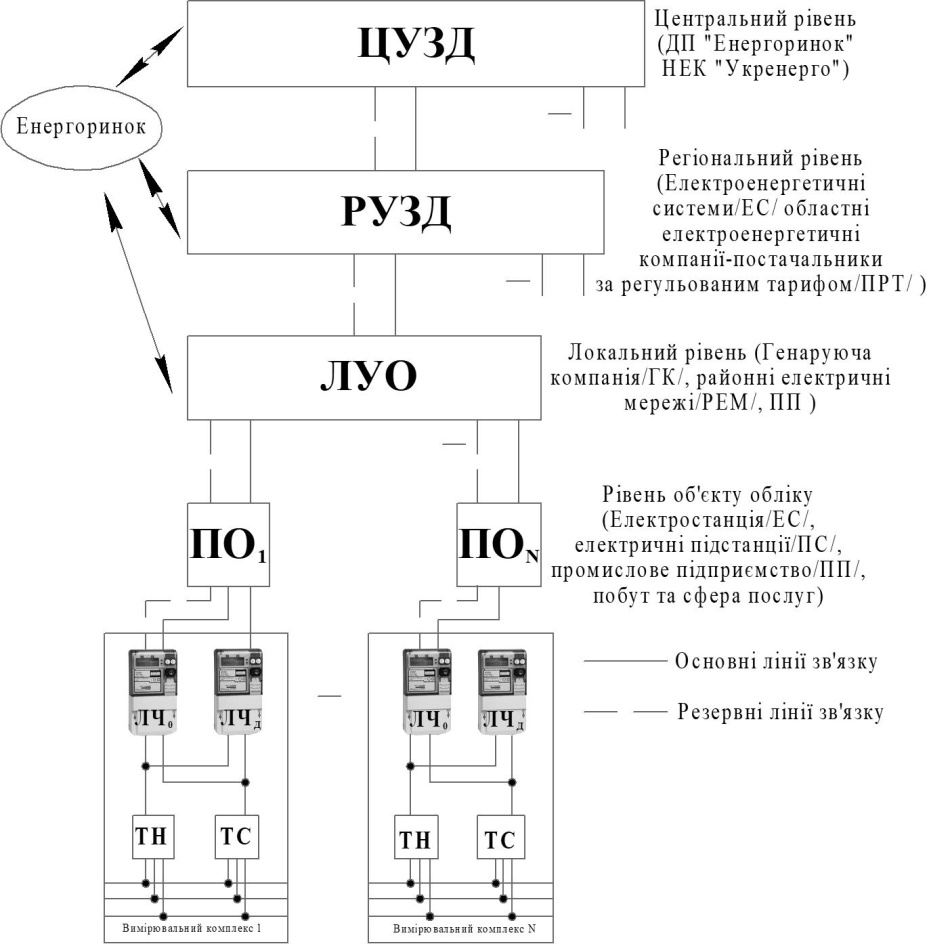 ЦУЗД
Центральний рівень
(ДП "Енергоринок"
НЕК "Укренерго")
Енергоринок
РУЗД
Регіональний рівень
(Електроенергетичні
системи/ЕС/ областні
електроенергетичні
компанії-постачальники
за регульованим тарифом/ПРТ/ )
ЛУО
Локальний рівень (Генаруюча
компанія/ГК/, районні електричні
мережі/РЕМ/, ПП )
ПО1
ПОN
Рівень об'єкту обліку
(Електростанція/ЕС/,
електричні підстанції/ПС/,
промислове підприємство/ПП/,
побут та сфера послуг)
ЛЧ0
ЛЧД
ЛЧ0
ЛЧД
Основні лінії зв'язку
Резервні лінії зв'язку
ТН
ТС
ТН
ТС
Вимірювальний комплекс 1
Вимірювальний комплекс N